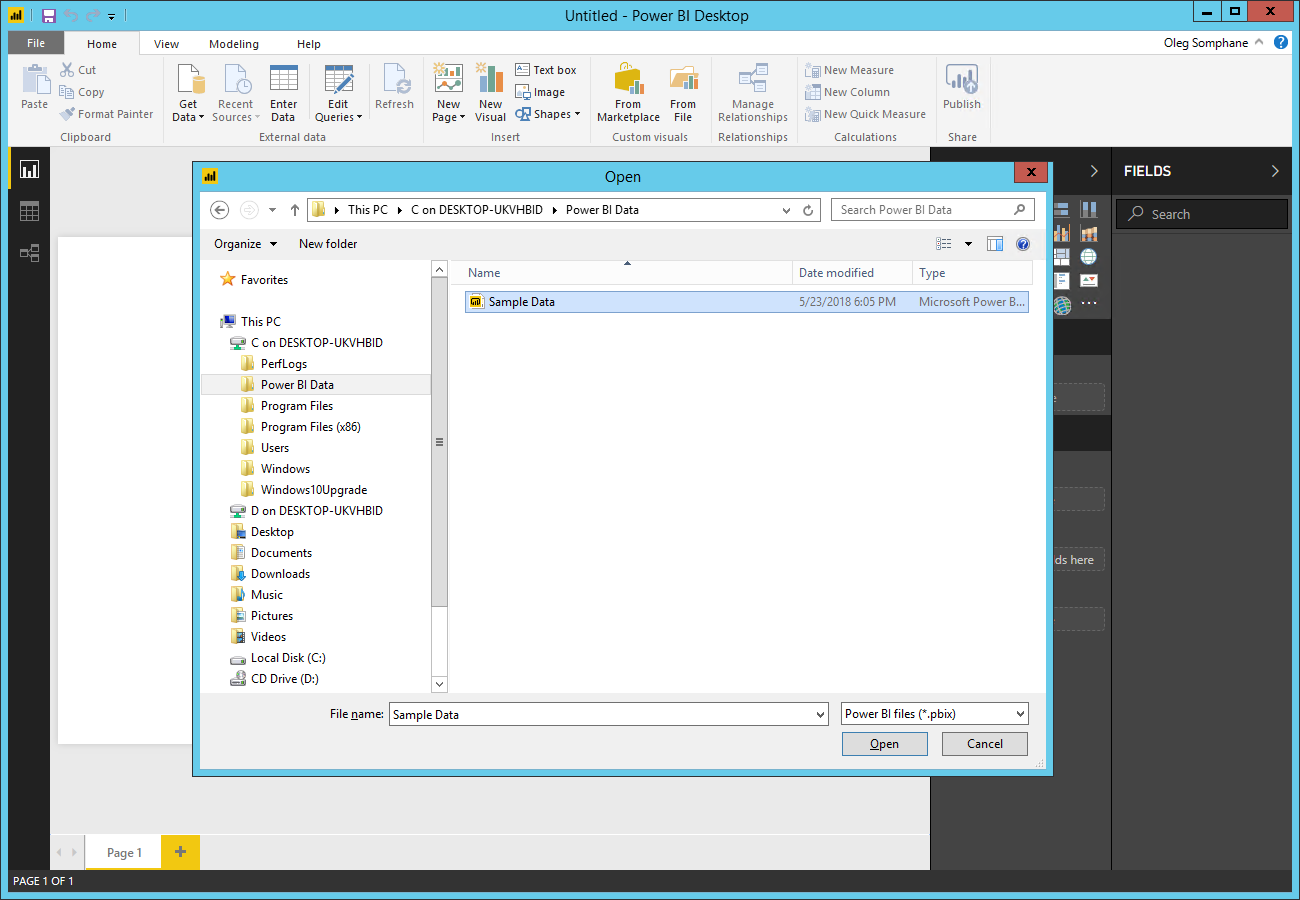 Untitled - Power BI Desktop
File Home View Modeling Help Oleg Somphane
Paste
Cut
Copy
Format Painter
Clipboard
Get Data
Recent Sources
Enter Data
Edit Queries
Refresh
External data
New Page
New Visual
Text box
Image
Shapes
Insert
From Marketplace
From File
Custom visuals
Manage Relationships
Relationships
New Measure
New Column
New Quick Measure
Calculations
Publish
Share
Open
This PC C on DESKTOP-UKVHBID Power BI Data
Search Power BI Data
Organize New folder
Favorites
This PC
C on DESKTOP-UKVHBID
PerfLogs
Power BI Data
Program Files
Program Files (x86)
Users
Windows
Windows10Upgrade
D on DESKTOP-UKVHBID
Desktop
Documents
Downloads
Music
Pictures
Videos
Local Disk (C:)
CD Drive (D:)
Name Date modified Type
Sample Data 5/23/2018 6:05 PM Microsoft Power B...
File name: Sample Data Power BI files (*.pbix)
Open Cancel
FIELDS
Search
ds here
Page 1
PAGE 1 OF 1